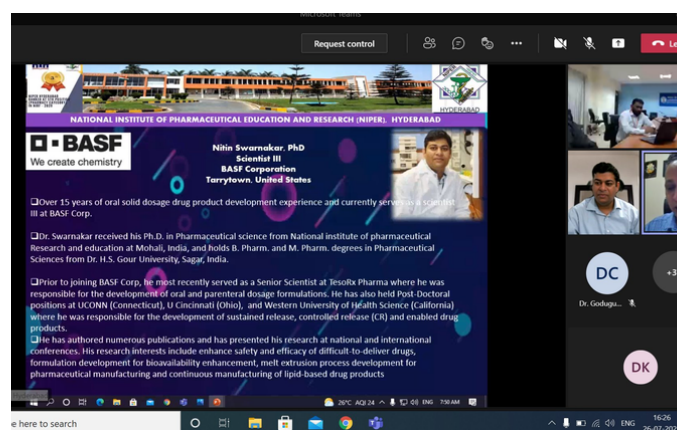 Microsoft Teams
Request control
NATIONAL INSTITUTE OF PHARMACEUTICAL EDUCATION AND RESEARCH (NIPER), HYDERABAD
HYDERABAD
BASF
We create chemistry
Nitin Swarnakar, PhD
Scientist III
BASF Corporation
Tarrytown, United States
❑Over 15 years of oral solid dosage drug product development experience and currently serves as a scientist
III at BASF Corp.
❑Dr. Swarnakar received his Ph.D. in Pharmaceutical science from National institute of pharmaceutical
Research and education at Mohali, India, and holds B. Pharm. and M. Pharm. degrees in Pharmaceutical
Sciences from Dr. H.S. Gour University, Sagar, India.
❑Prior to joining BASF Corp, he most recently served as a Senior Scientist at TesoRx Pharma where he was
responsible for the development of oral and parenteral dosage formulations. He has also held Post-Doctoral
positions at UCONN (Connecticut), U Cincinnati (Ohio), and Western University of Health Science (California)
where he was responsible for the development of sustained release, controlled release (CR) and enabled drug
products.
❑He has authored numerous publications and has presented his research at national and international
conferences. His research interests include enhance safety and efficacy of difficult-to-deliver drugs,
formulation development for bioavailability enhancement, melt extrusion process development for
pharmaceutical manufacturing and continuous manufacturing of lipid-based drug products
DC
+3
Dr. Godugu...
DK
26°C AQI 24 ENG 7:50 AM
e here to search
ENG
16:26
26-07-202